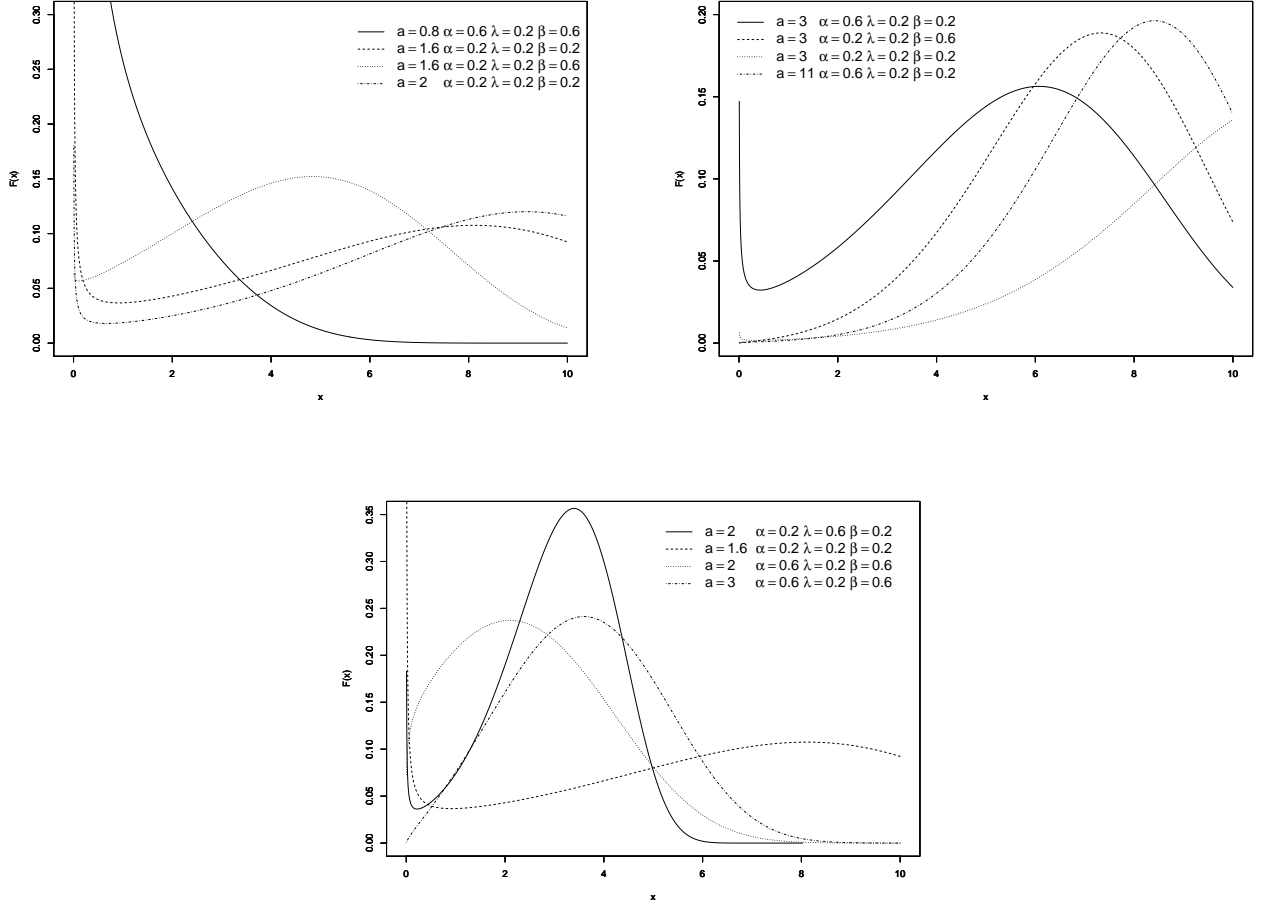 F(x)
0.30
0.25
0.20
0.15
0.10
0.05
0.00
a = 0.8 α = 0.6 λ = 0.2 β = 0.6
a = 1.6 α = 0.2 λ = 0.2 β = 0.2
a = 1.6 α = 0.2 λ = 0.2 β = 0.6
a = 2 α = 0.2 λ = 0.2 β = 0.2
0 2 4 6 8 10
x
F(x)
0.20
0.15
0.10
0.05
0.00
a = 3 α = 0.6 λ = 0.2 β = 0.2
a = 3 α = 0.2 λ = 0.2 β = 0.6
a = 3 α = 0.2 λ = 0.2 β = 0.2
a = 11 α = 0.6 λ = 0.2 β = 0.2
0 2 4 6 8 10
x
F(x)
0.35
0.30
0.25
0.20
0.15
0.10
0.05
0.00
a = 2 α = 0.2 λ = 0.6 β = 0.2
a = 1.6 α = 0.2 λ = 0.2 β = 0.2
a = 2 α = 0.6 λ = 0.2 β = 0.6
a = 3 α = 0.6 λ = 0.2 β = 0.6
0 2 4 6 8 10
x